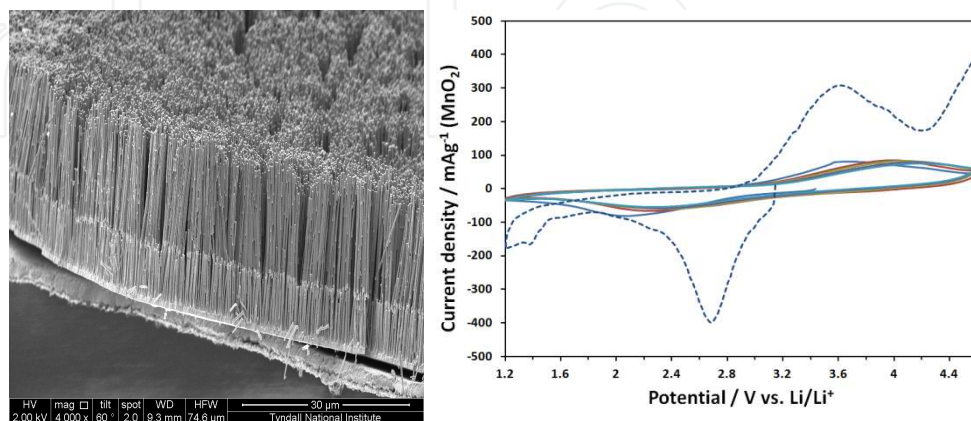 HV mag □ tilt spot WD HFW 30 μm
2.00 kV 4 000 x 60 ° 2.0 9.3 mm 74.6 μm Tyndall National Institute
Current density / mAg⁻¹ (MnO₂)
500
400
300
200
100
0
-100
-200
-300
-400
-500
1.2 1.6 2.0 2.4 2.8 3.2 3.6 4.0 4.4
Potential / V vs. Li/Li⁺